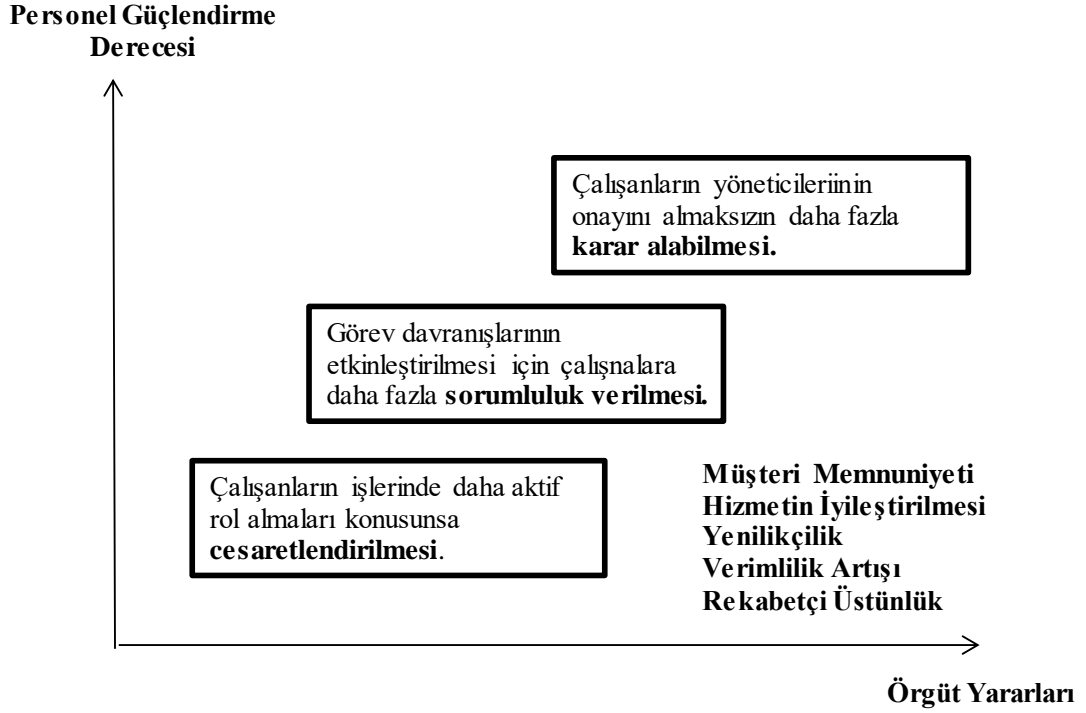 Personel Güçlendirme
Derecesi
Çalışanların yöneticileriinin
onayını almaksızın daha fazla
karar alabilmesi.
Görev davranışlarının
etkinleştirilmesi için çalışnalara
daha fazla sorumluluk verilmesi.
Çalışanların işlerinde daha aktif
rol almaları konusunsa
cesaretlendirilmesi.
Müşteri Memnuniyeti
Hizmetin İyileştirilmesi
Yenilikçilik
Verimlilik Artışı
Rekabetçi Üstünlük
Örgüt Yararları